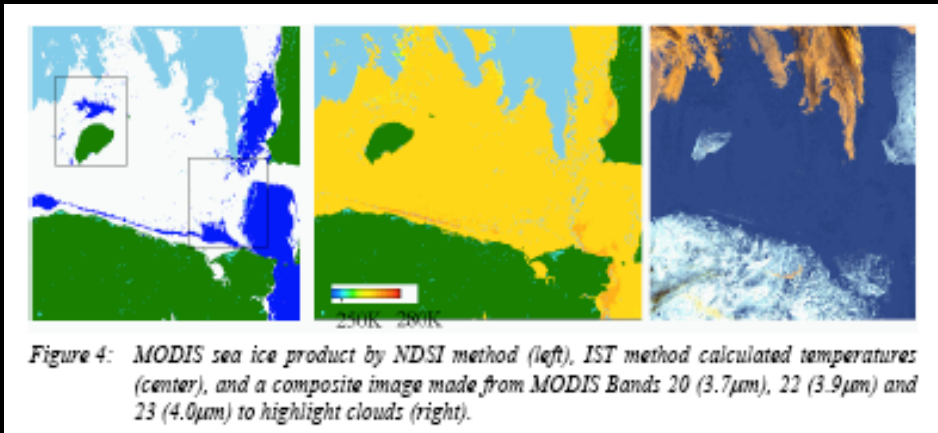 250K 280K
Figure 4: MODIS sea ice product by NDSI method (left), IST method calculated temperatures
(center), and a composite image made from MODIS Bands 20 (3.7µm), 22 (3.9µm) and
23 (4.0µm) to highlight clouds (right).